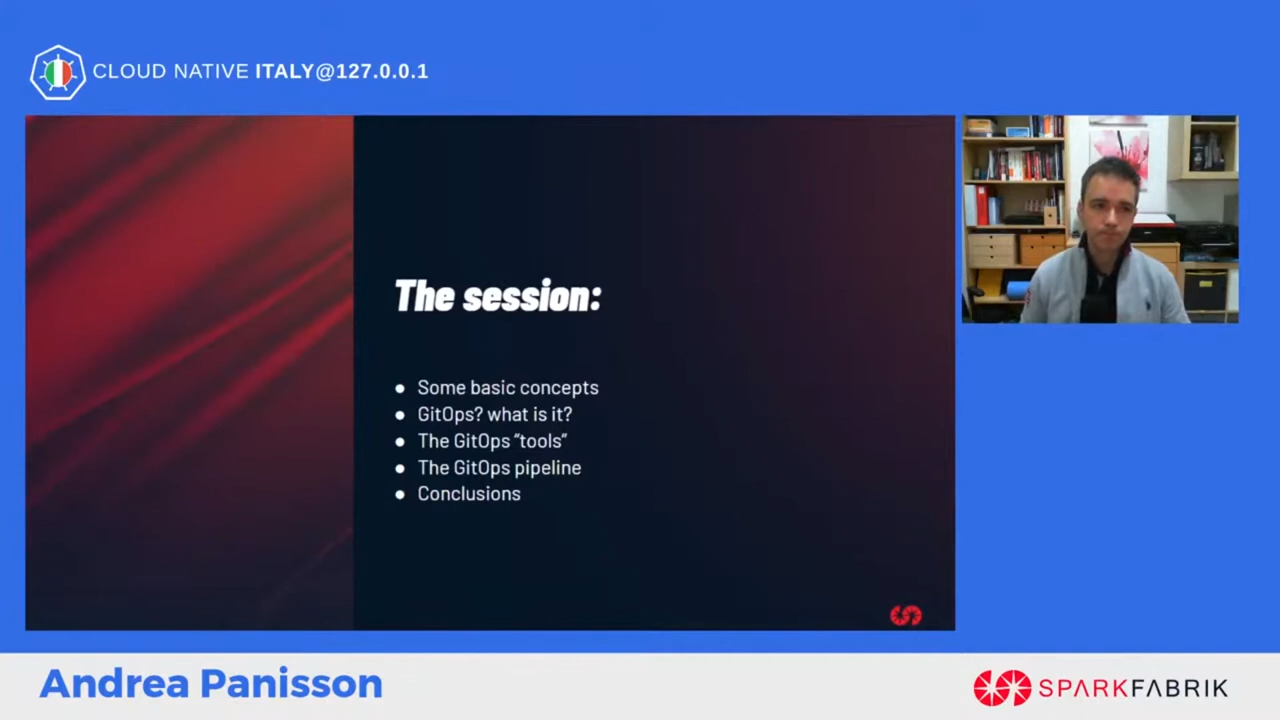 CLOUD NATIVE ITALY@127.0.0.1
The session:
● Some basic concepts
● GitOps? what is it?
● The GitOps “tools”
● The GitOps pipeline
● Conclusions
Andrea Panisson
SPARKFABRIK